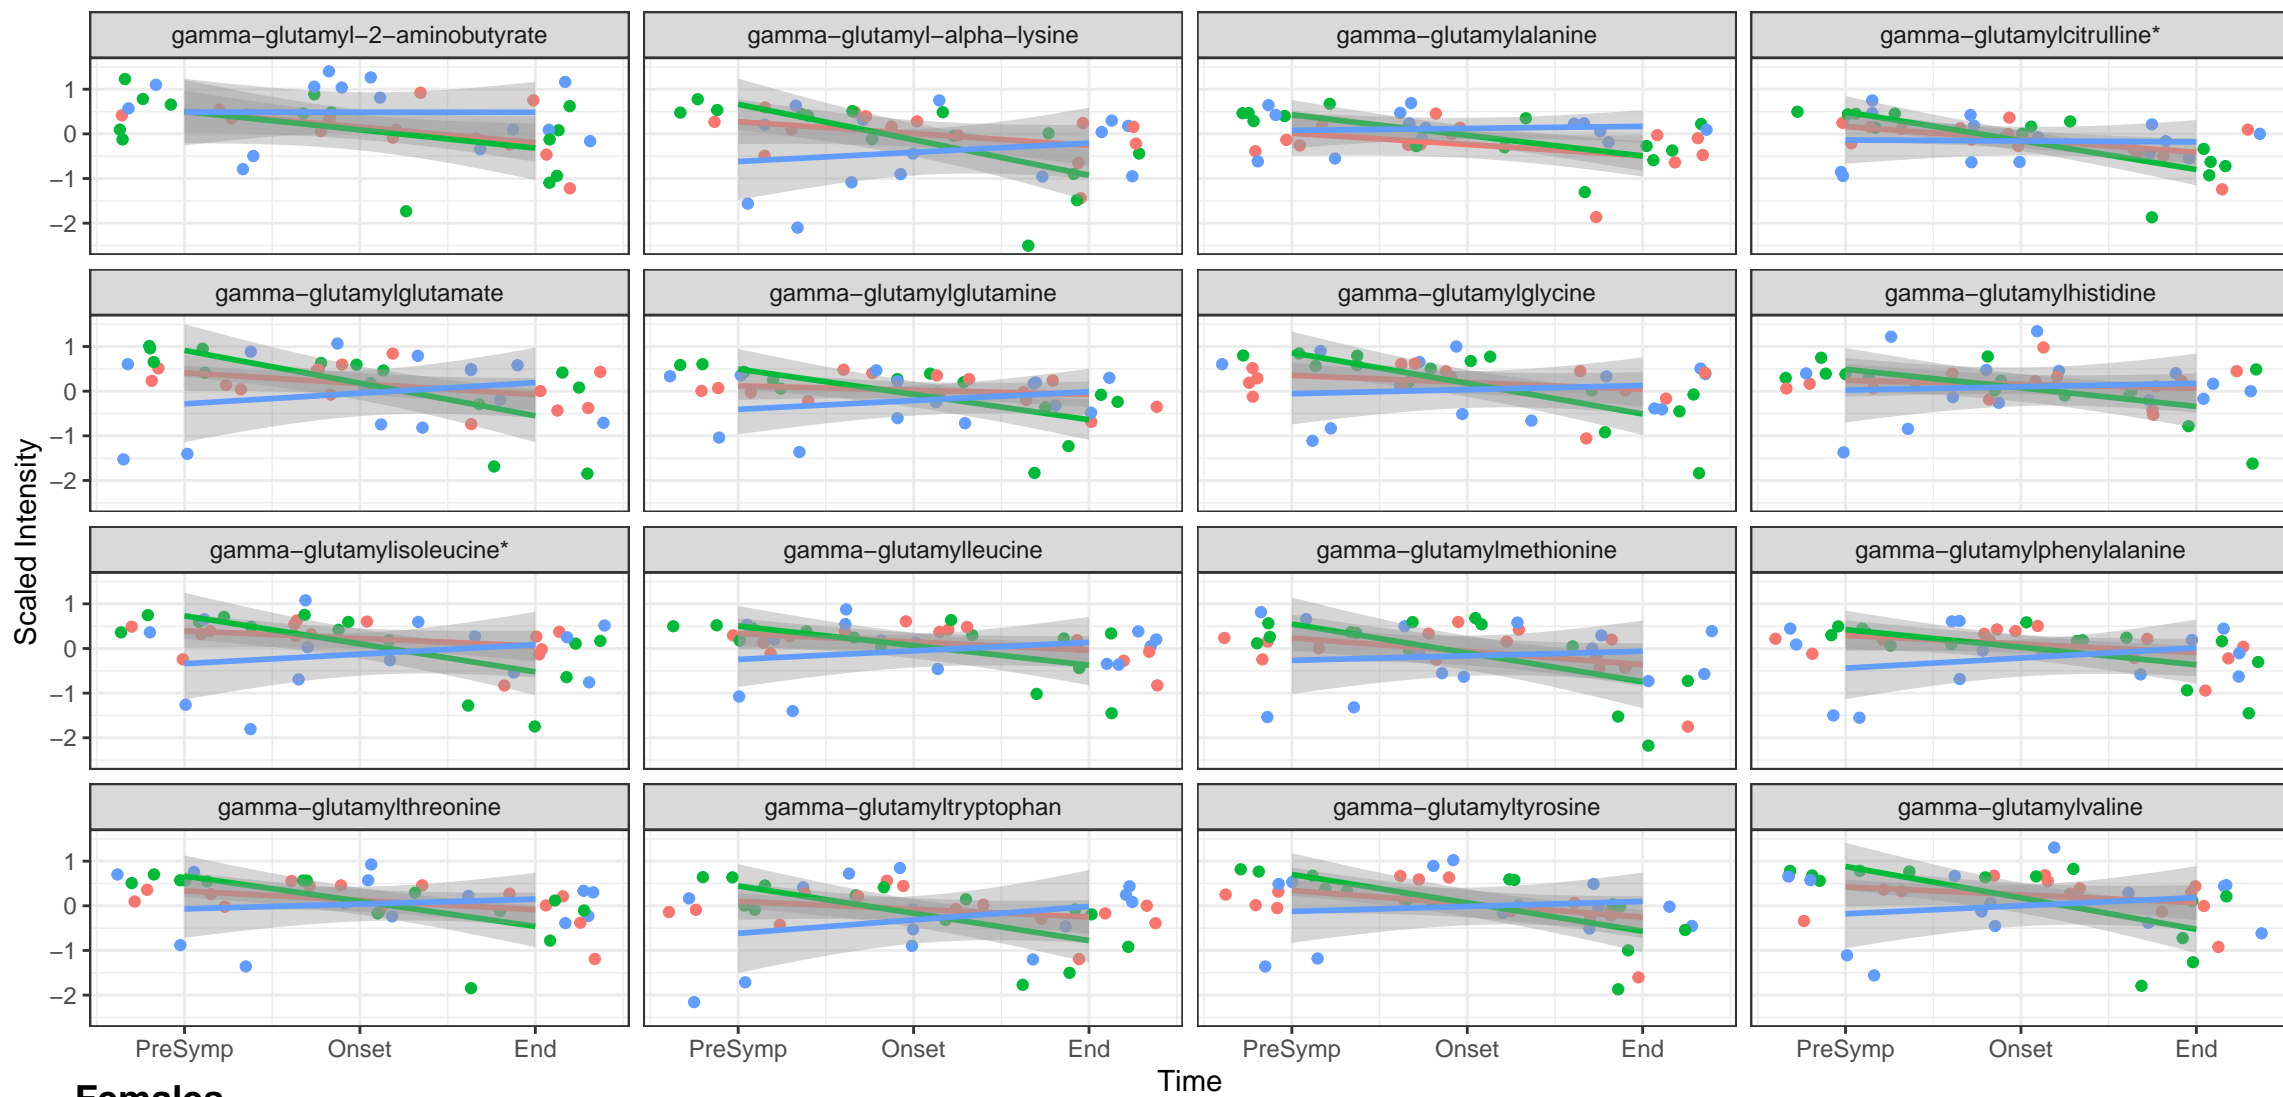 gamma−glutamyl−2−aminobutyrate gamma−glutamyl−alpha−lysine gamma−glutamylalanine gamma−glutamylcitrulline*
1
0
−1
−2
gamma−glutamylglutamate gamma−glutamylglutamine gamma−glutamylglycine gamma−glutamylhistidine
1
0
−1
−2
Scaled Intensity
gamma−glutamylisoleucine* gamma−glutamylleucine gamma−glutamylmethionine gamma−glutamylphenylalanine
1
0
−1
−2
gamma−glutamylthreonine gamma−glutamyltryptophan gamma−glutamyltyrosine gamma−glutamylvaline
1
0
−1
−2
PreSymp Onset End PreSymp Onset End PreSymp Onset End PreSymp Onset End
Time
Females